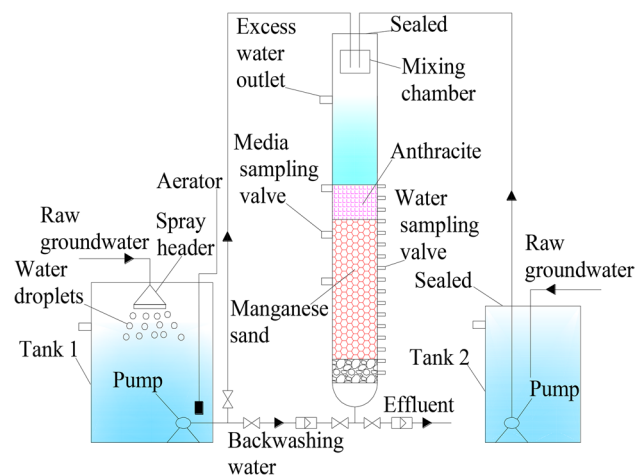 Excess
water
outlet
Sealed
Mixing
chamber
Media
sampling
valve
Anthracite
Aerator
Water
sampling
valve
Raw
groundwater
Spray
header
Water
droplets
Raw
groundwater
Sealed
Manganese
sand
Tank 1
Tank 2
Pump
Pump
Effluent
Backwashing
water